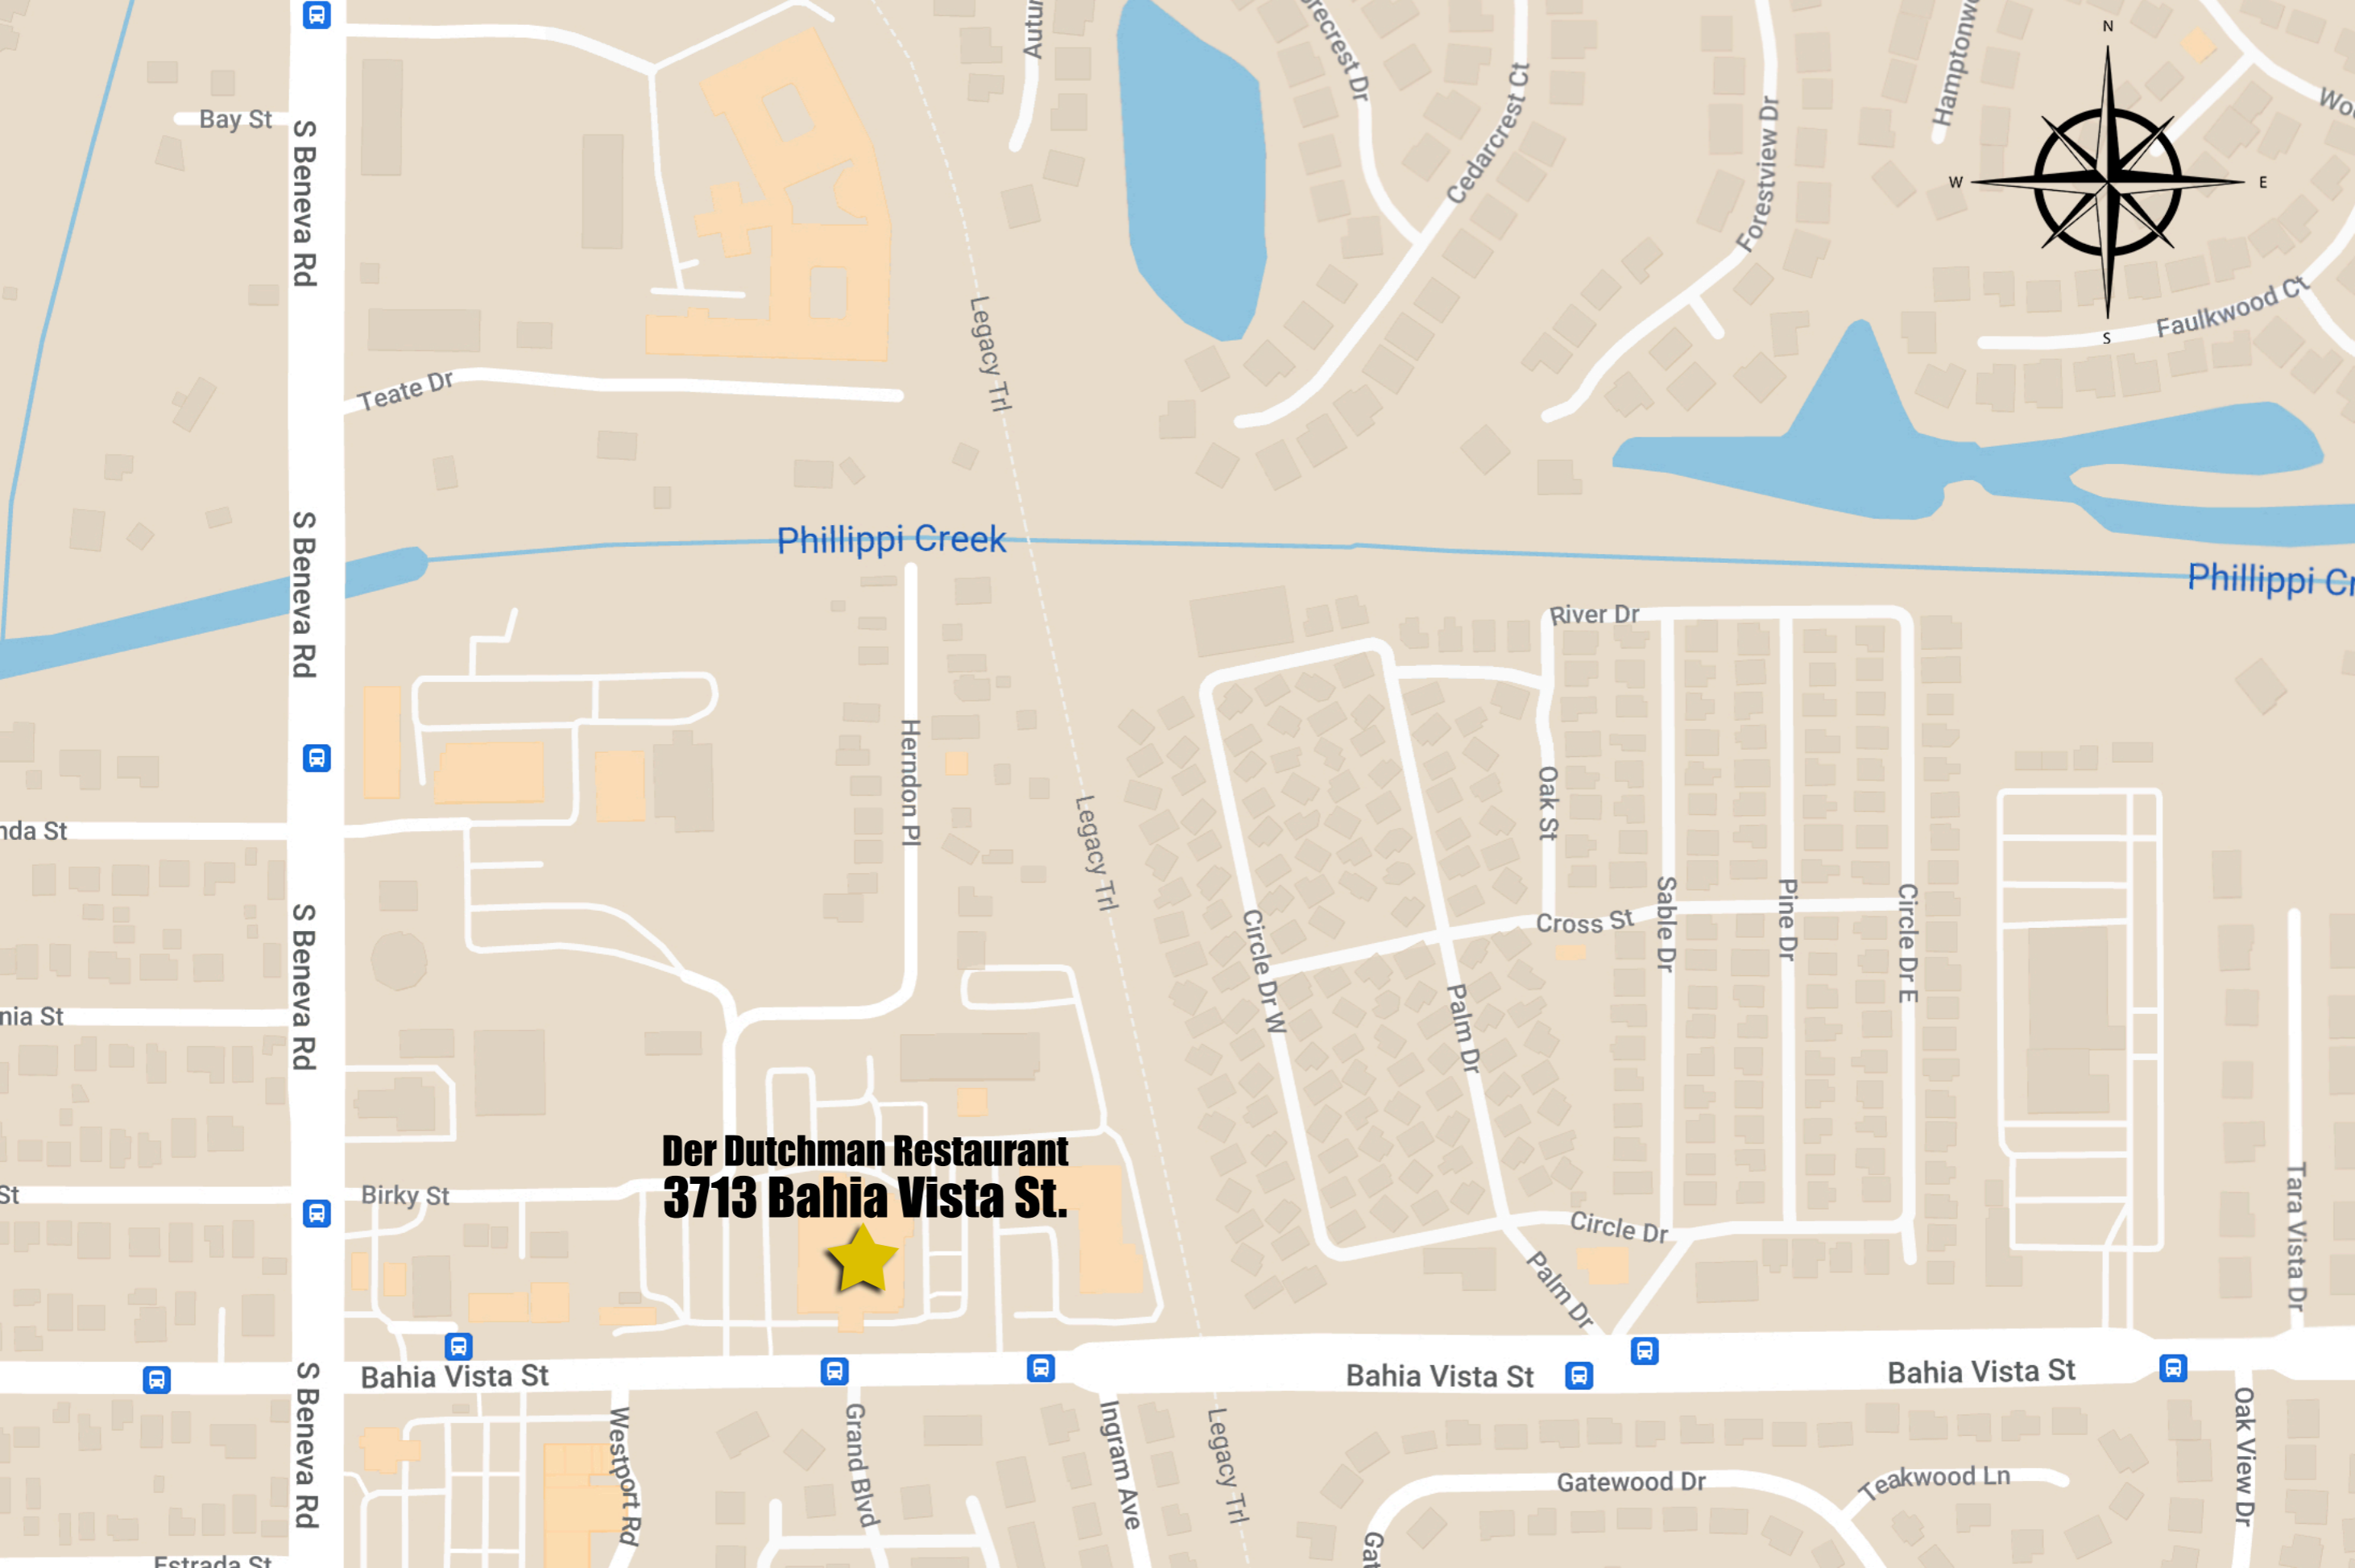 N
W
E
S
Bay St
S Beneva Rd
Cedarcrest Ct
Forestview Dr
Faulkwood Ct
Legacy Trl
Teate Dr
S Beneva Rd
Phillippi Creek
Phillippi Cr
River Dr
Herndon Pl
Oak St
Legacy Trl
nda St
S Beneva Rd
Cross St
Sable Dr
Pine Dr
Circle Dr E
Circle Dr W
Palm Dr
nia St
Der Dutchman Restaurant
3713 Bahia Vista St.
St
Birky St
Circle Dr
Palm Dr
Tara Vista Dr
Bahia Vista St
Bahia Vista St
Bahia Vista St
S Beneva Rd
Westport Rd
Grand Blvd
Ingram Ave
Legacy Trl
Gatewood Dr
Teakwood Ln
Oak View Dr
Estrada St